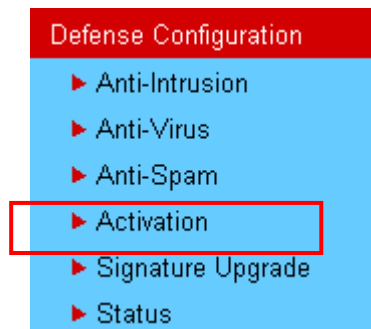 Defense Configuration
Anti-Intrusion
Anti-Virus
Anti-Spam
Activation
Signature Upgrade
Status